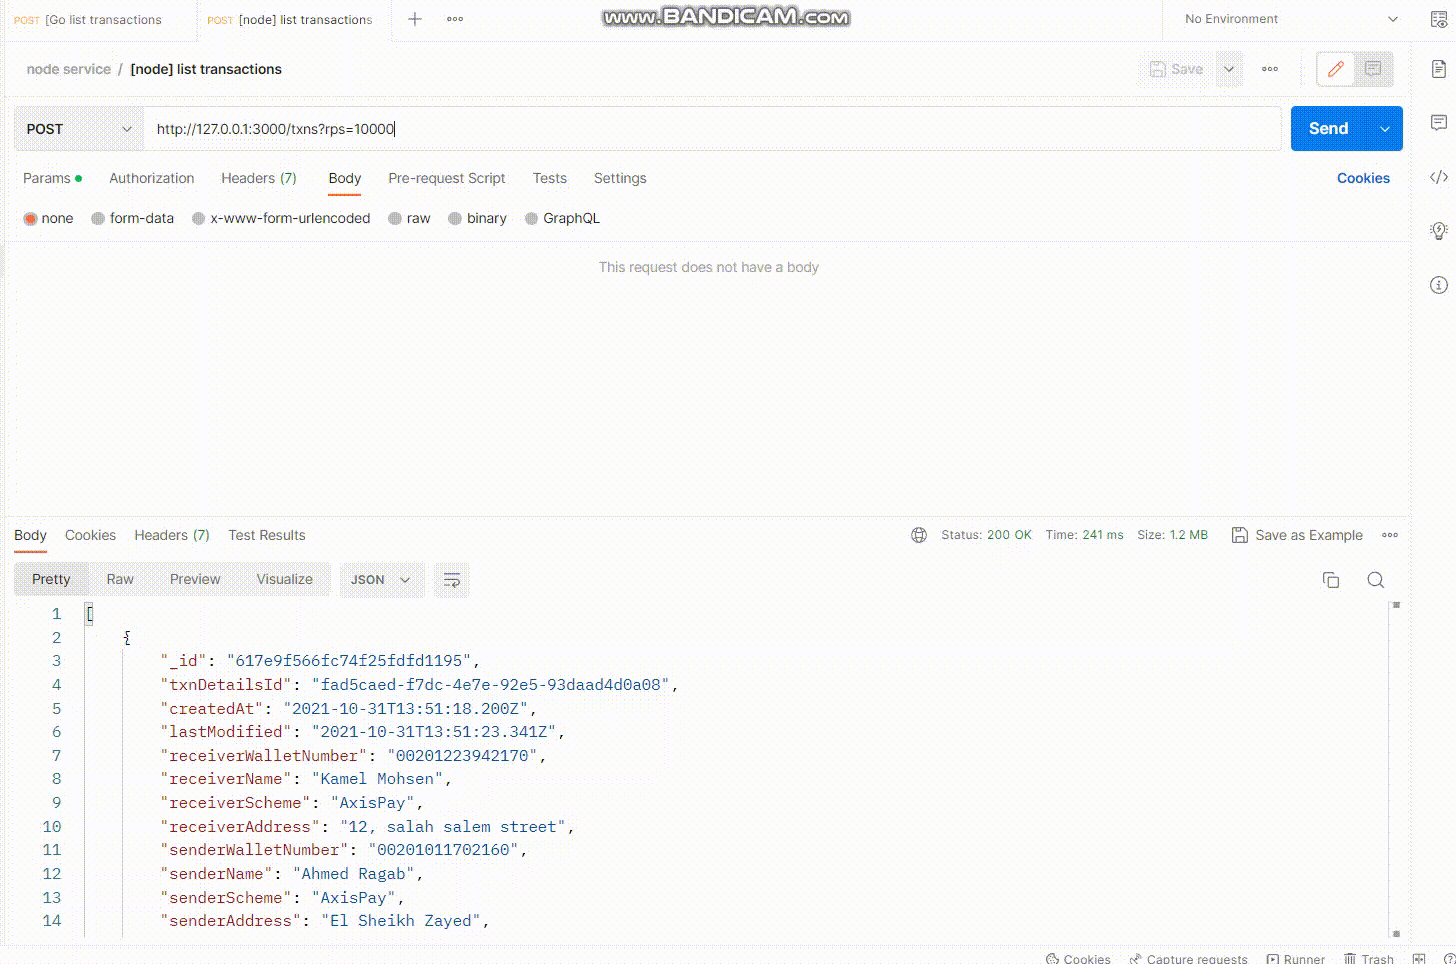 POST [Go list transactions
POST [node] list transactions
www.BANDICAM.com
No Environment
node service / [node] list transactions
Save
POST
http://127.0.0.1:3000/txns?rps=10000
Send
Params
Authorization
Headers (7)
Body
Pre-request Script
Tests
Settings
Cookies
none
form-data
x-www-form-urlencoded
raw
binary
GraphQL
This request does not have a body
Body
Cookies
Headers (7)
Test Results
Status: 200 OK
Time: 241 ms
Size: 1.2 MB
Save as Example
Pretty
Raw
Preview
Visualize
JSON
1 [
2 {
3 "_id": "617e9f566fc74f25fdfd1195",
4 "txnDetailsId": "fad5caed-f7dc-4e7e-92e5-93daad4d0a08",
5 "createdAt": "2021-10-31T13:51:18.200Z",
6 "lastModified": "2021-10-31T13:51:23.341Z",
7 "receiverWalletNumber": "00201223942170",
8 "receiverName": "Kamel Mohsen",
9 "receiverScheme": "AxisPay",
10 "receiverAddress": "12, salah salem street",
11 "senderWalletNumber": "00201011702160",
12 "senderName": "Ahmed Ragab",
13 "senderScheme": "AxisPay",
14 "senderAddress": "El Sheikh Zayed",
Cookies
Capture requests
Runner
Trash